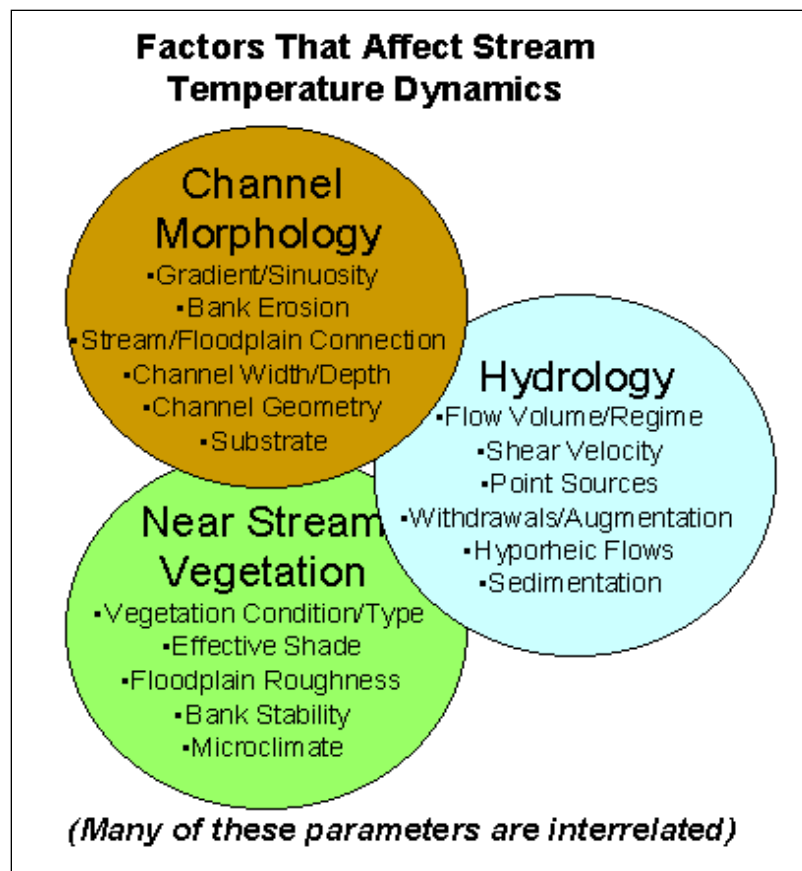 Factors That Affect Stream
Temperature Dynamics
Channel
Morphology
▪Gradient/Sinuosity
▪Bank Erosion
▪Stream/Floodplain Connection
▪Channel Width/Depth
▪Channel Geometry
▪Substrate
Hydrology
▪Flow Volume/Regime
▪Shear Velocity
▪Point Sources
▪Withdrawals/Augmentation
▪Hyporheic Flows
▪Sedimentation
Near Stream
Vegetation
▪Vegetation Condition/Type
▪Effective Shade
▪Floodplain Roughness
▪Bank Stability
▪Microclimate
(Many of these parameters are interrelated)